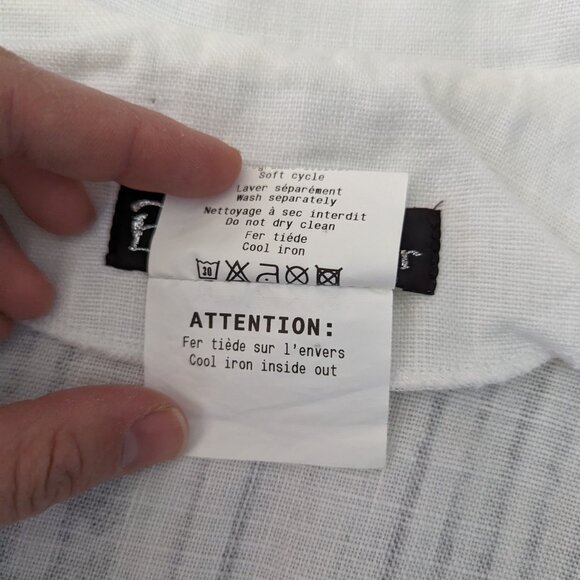 Soft cycle
Laver séparément
Wash separately
Nettoyage à sec interdit
Do not dry clean
Fer tiéde
Cool iron
30
ATTENTION:
Fer tiède sur l'envers
Cool iron inside out